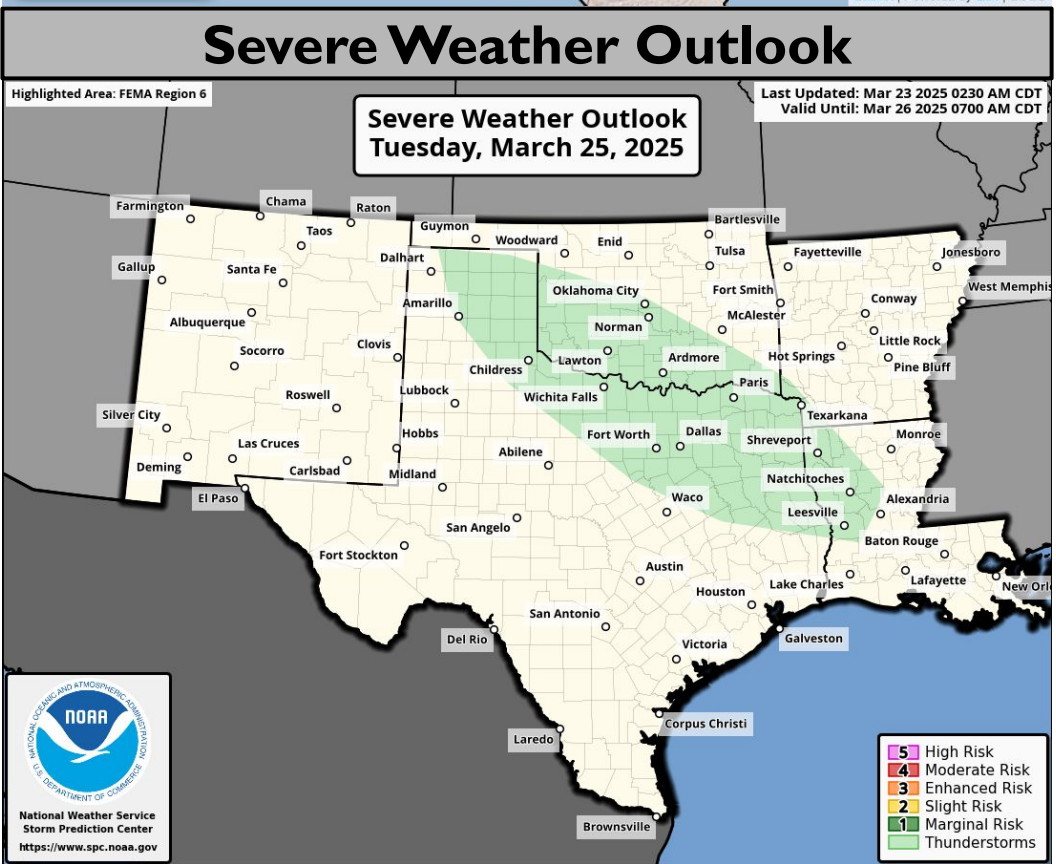 Severe Weather Outlook
Highlighted Area: FEMA Region 6
Last Updated: Mar 23 2025 0230 AM CDT
Valid Until: Mar 26 2025 0700 AM CDT
Severe Weather Outlook
Tuesday, March 25, 2025
Farmington
Chama
Raton
Taos
Guymon
Woodward
Enid
Bartlesville
Tulsa
Fayetteville
Jonesboro
Gallup
Santa Fe
Dalhart
Oklahoma City
Fort Smith
Conway
West Memphis
Albuquerque
Amarillo
Norman
McAlester
Little Rock
Socorro
Clovis
Childress
Lawton
Ardmore
Hot Springs
Pine Bluff
Roswell
Lubbock
Wichita Falls
Paris
Silver City
Texarkana
Las Cruces
Hobbs
Fort Worth
Dallas
Shreveport
Monroe
Deming
Carlsbad
Midland
Abilene
Natchitoches
El Paso
Waco
Leesville
Alexandria
San Angelo
Baton Rouge
Fort Stockton
Austin
Houston
Lake Charles
Lafayette
New Orl
San Antonio
Del Rio
Victoria
Galveston
Laredo
Corpus Christi
Brownsville
NATIONAL OCEANIC AND ATMOSPHERIC ADMINISTRATION
NOAA
U.S. DEPARTMENT OF COMMERCE
National Weather Service
Storm Prediction Center
https://www.spc.noaa.gov
5 High Risk
4 Moderate Risk
3 Enhanced Risk
2 Slight Risk
1 Marginal Risk
Thunderstorms